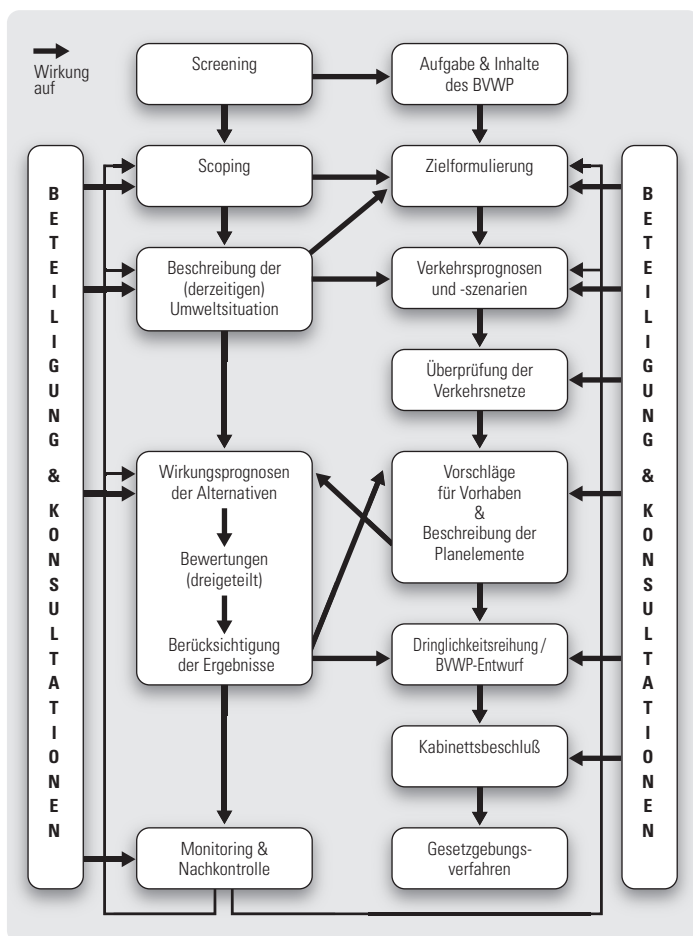 Wirkung
auf
Screening
Aufgabe & Inhalte
des BVWP
BETEILIGUNG & KONSULTATIONEN
Scoping
Zielformulierung
BETEILIGUNG & KONSULTATIONEN
Beschreibung der
(derzeitigen)
Umweltsituation
Verkehrsprognosen
und -szenarien
Überprüfung der
Verkehrsnetze
Wirkungsprognosen
der Alternativen
Bewertungen
(dreigeteilt)
Berücksichtigung
der Ergebnisse
Vorschläge
für Vorhaben
&
Beschreibung der
Planelemente
Dringlichkeitsreihung /
BVWP-Entwurf
Kabinettsbeschluß
Monitoring &
Nachkontrolle
Gesetzgebungs-
verfahren